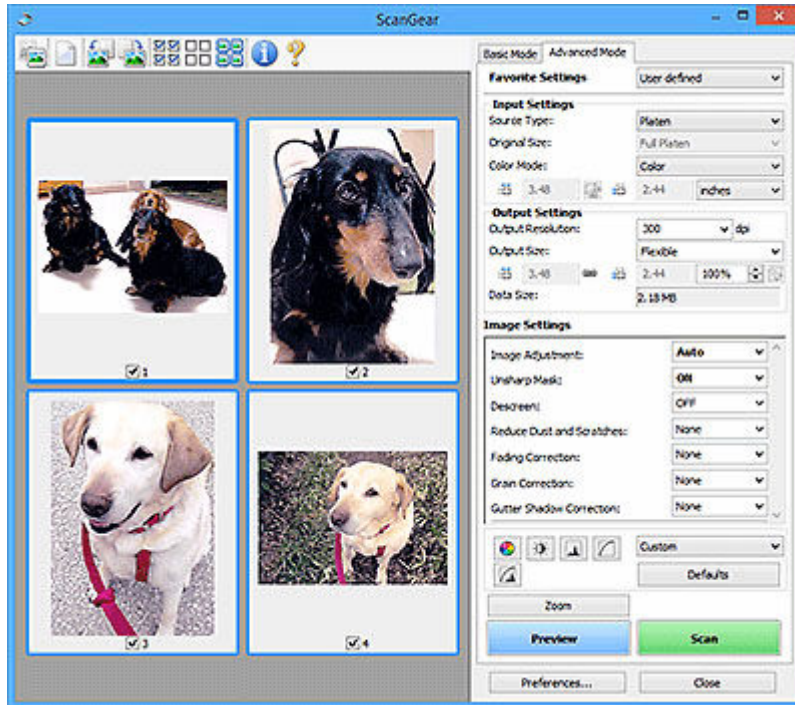 ScanGear
Basic Mode Advanced Mode
Favorite Settings User defined
Input Settings
Source Type: Platen
Original Size: Full Platen
Color Mode: Color
3.48 2.44 inches
Output Settings
Output Resolution: 300 dpi
Output Size: Flexible
3.48 2.44 100%
Data Size: 2.18 MB
Image Settings
Image Adjustment: Auto
Unsharp Mask: ON
Descreen: OFF
Reduce Dust and Scratches: None
Fading Correction: None
Grain Correction: None
Gutter Shadow Correction: None
Custom
Defaults
Zoom
Preview Scan
Preferences... Close
1
2
3
4